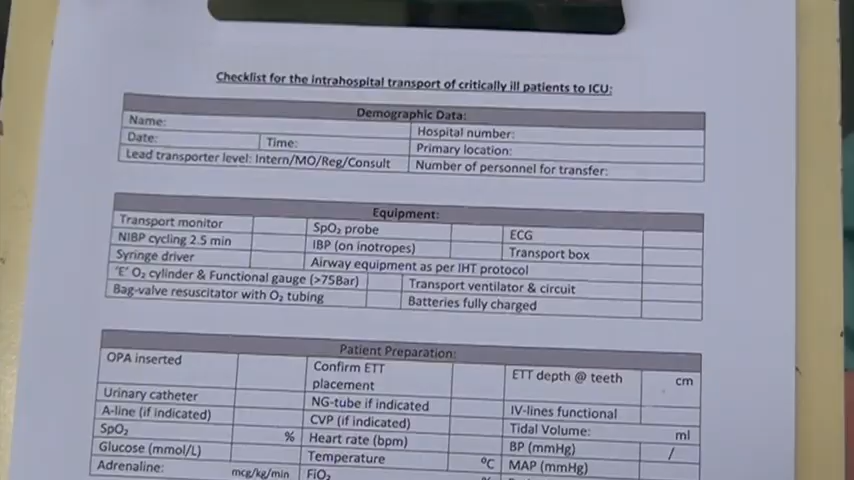 Checklist for the intrahospital transport of critically ill patients to ICU:
Demographic Data:
Name: Hospital number:
Date: Time: Primary location:
Lead transporter level: Intern/MO/Reg/Consult Number of personnel for transfer:
Equipment:
Transport monitor SpO₂ probe ECG
NIBP cycling 2.5 min IBP (on inotropes) Transport box
Syringe driver Airway equipment as per IHT protocol
'E' O₂ cylinder & Functional gauge (>75Bar) Transport ventilator & circuit
Bag-valve resuscitator with O₂ tubing Batteries fully charged
Patient Preparation:
OPA inserted Confirm ETT placement ETT depth @ teeth cm
Urinary catheter NG-tube if indicated IV-lines functional
A-line (if indicated) CVP (if indicated) Tidal Volume: ml
SpO₂ % Heart rate (bpm) BP (mmHg) /
Glucose (mmol/L) Temperature °C MAP (mmHg)
Adrenaline: mcg/kg/min FiO₂